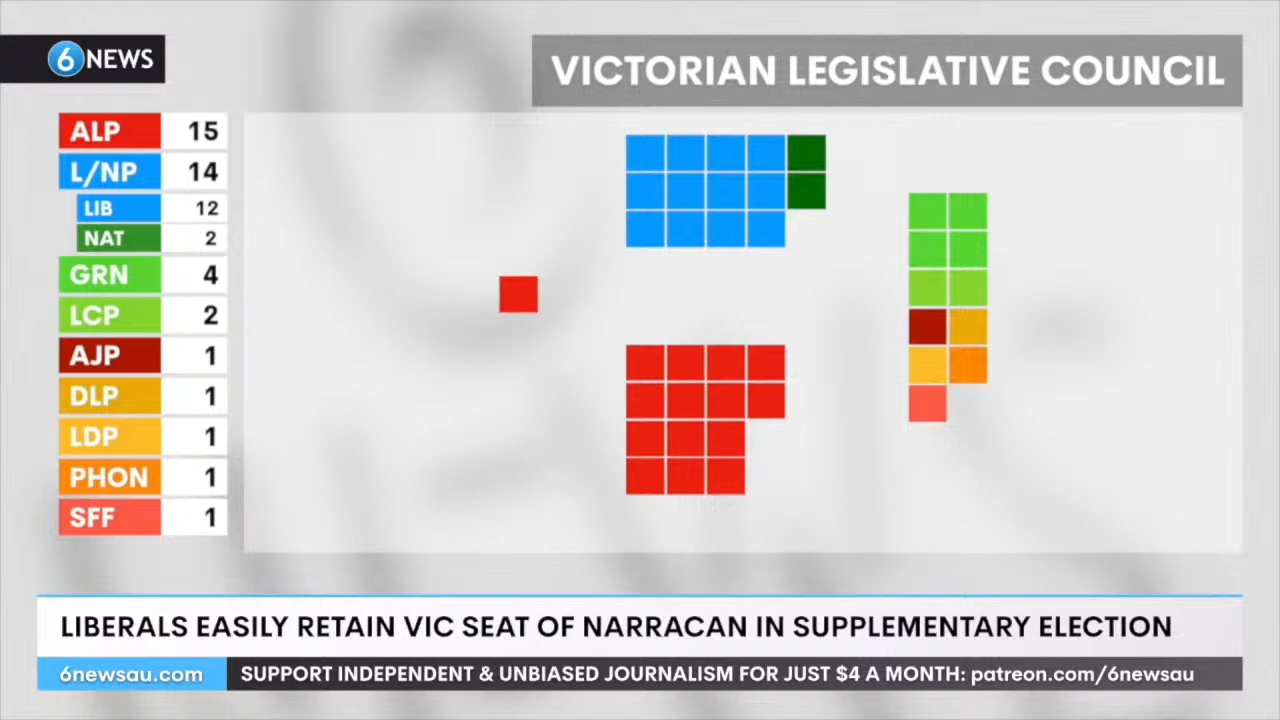 6 NEWS
VICTORIAN LEGISLATIVE COUNCIL
ALP 15
L/NP 14
LIB 12
NAT 2
GRN 4
LCP 2
AJP 1
DLP 1
LDP 1
PHON 1
SFF 1
LIBERALS EASILY RETAIN VIC SEAT OF NARRACAN IN SUPPLEMENTARY ELECTION
6newsau.com SUPPORT INDEPENDENT & UNBIASED JOURNALISM FOR JUST $4 A MONTH: patreon.com/6newsau